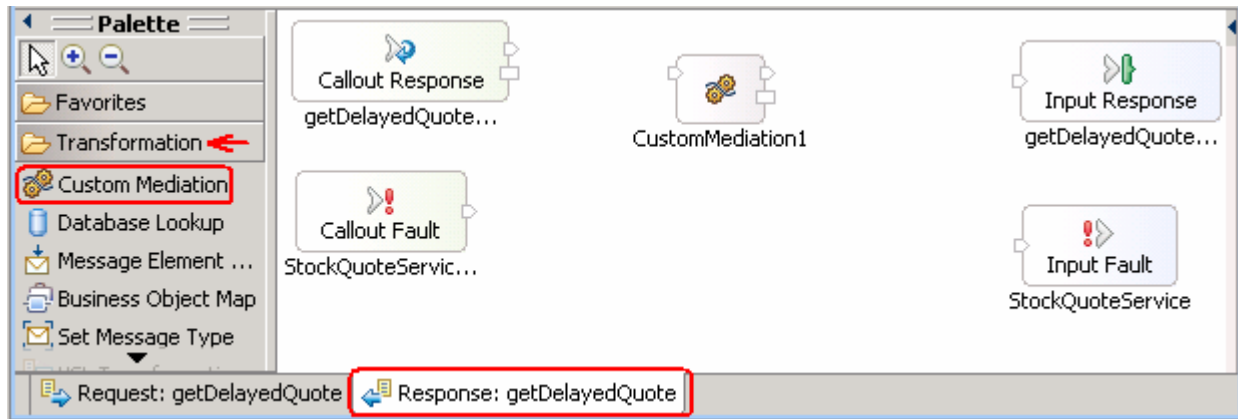 Palette
Favorites
Transformation
Custom Mediation
Database Lookup
Message Element ...
Business Object Map
Set Message Type
Callout Response
getDelayedQuote...
CustomMediation1
Input Response
getDelayedQuote...
Callout Fault
StockQuoteServic...
Input Fault
StockQuoteService
Request: getDelayedQuote
Response: getDelayedQuote